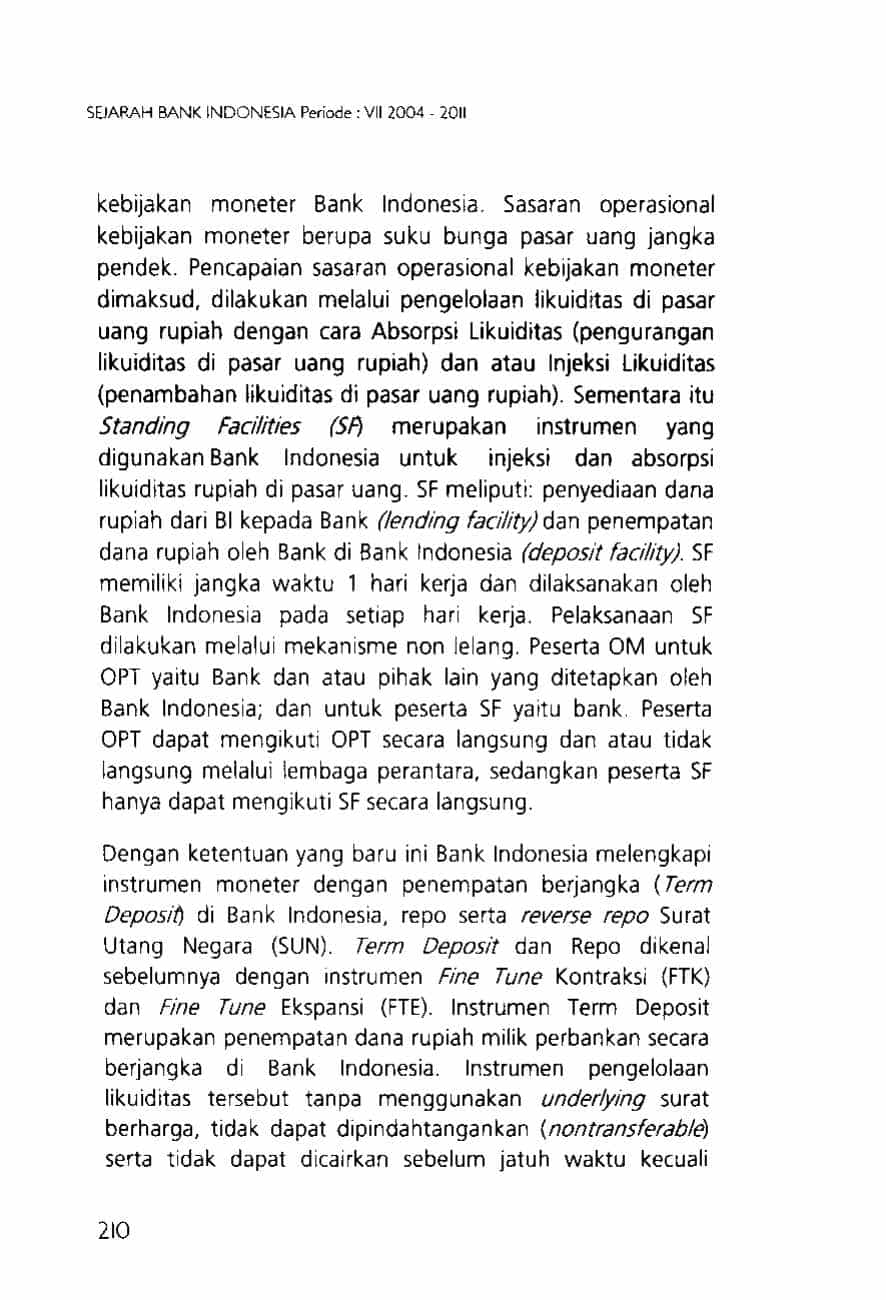 SEJARAH BANK INDONESIA Periode : VII 2004 - 2011
kebijakan moneter Bank Indonesia. Sasaran operasional
kebijakan moneter berupa suku bunga pasar uang jangka
pendek. Pencapaian sasaran operasional kebijakan moneter
dimaksud, dilakukan melalui pengelolaan likuiditas di pasar
uang rupiah dengan cara Absorpsi Likuiditas (pengurangan
likuiditas di pasar uang rupiah) dan atau Injeksi Likuiditas
(penambahan likuiditas di pasar uang rupiah). Sementara itu
Standing Facilities (SF) merupakan instrumen yang
digunakan Bank Indonesia untuk injeksi dan absorpsi
likuiditas rupiah di pasar uang. SF meliputi: penyediaan dana
rupiah dari BI kepada Bank (lending facility) dan penempatan
dana rupiah oleh Bank di Bank Indonesia (deposit facility). SF
memiliki jangka waktu 1 hari kerja dan dilaksanakan oleh
Bank Indonesia pada setiap hari kerja. Pelaksanaan SF
dilakukan melalui mekanisme non lelang. Peserta OM untuk
OPT yaitu Bank dan atau pihak lain yang ditetapkan oleh
Bank Indonesia; dan untuk peserta SF yaitu bank. Peserta
OPT dapat mengikuti OPT secara langsung dan atau tidak
langsung melalui lembaga perantara, sedangkan peserta SF
hanya dapat mengikuti SF secara langsung.
Dengan ketentuan yang baru ini Bank Indonesia melengkapi
instrumen moneter dengan penempatan berjangka (Term
Deposit) di Bank Indonesia, repo serta reverse repo Surat
Utang Negara (SUN). Term Deposit dan Repo dikenal
sebelumnya dengan instrumen Fine Tune Kontraksi (FTK)
dan Fine Tune Ekspansi (FTE). Instrumen Term Deposit
merupakan penempatan dana rupiah milik perbankan secara
berjangka di Bank Indonesia. Instrumen pengelolaan
likuiditas tersebut tanpa menggunakan underlying surat
berharga, tidak dapat dipindahtangankan (nontransferable)
serta tidak dapat dicairkan sebelum jatuh waktu kecuali
210